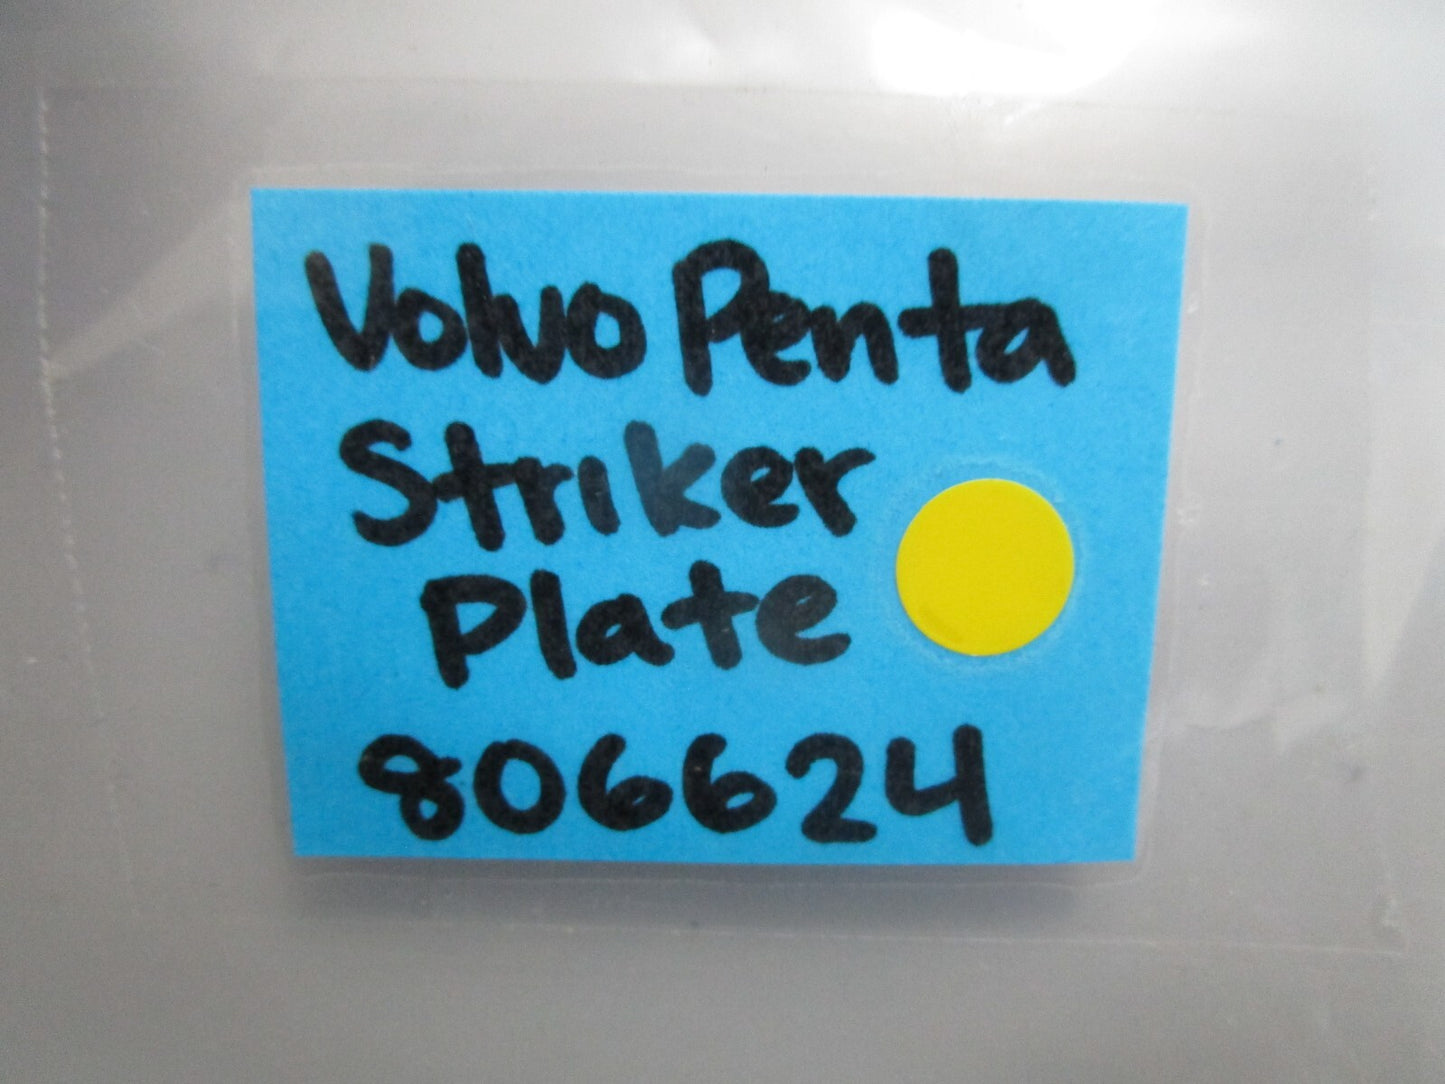 Volvo Penta
Striker
Plate
806624